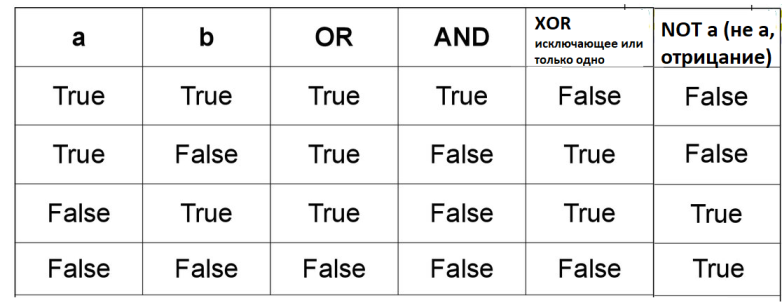 a b OR AND XOR исключающее или только одно NOT a (не a, отрицание)
True True True True False False
True False True False True False
False True True False True True
False False False False False True